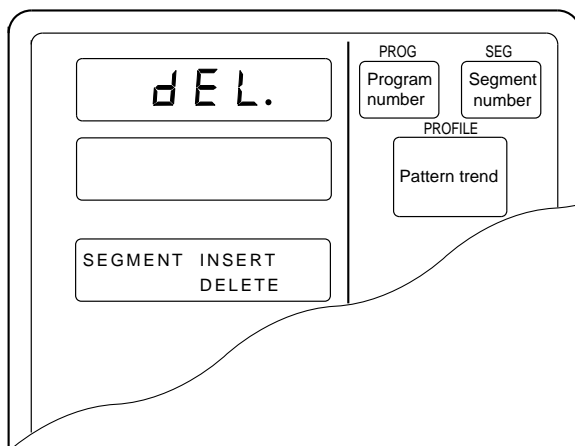 dEL.
SEGMENT INSERT
DELETE
PROG
Program
number
SEG
Segment
number
PROFILE
Pattern trend